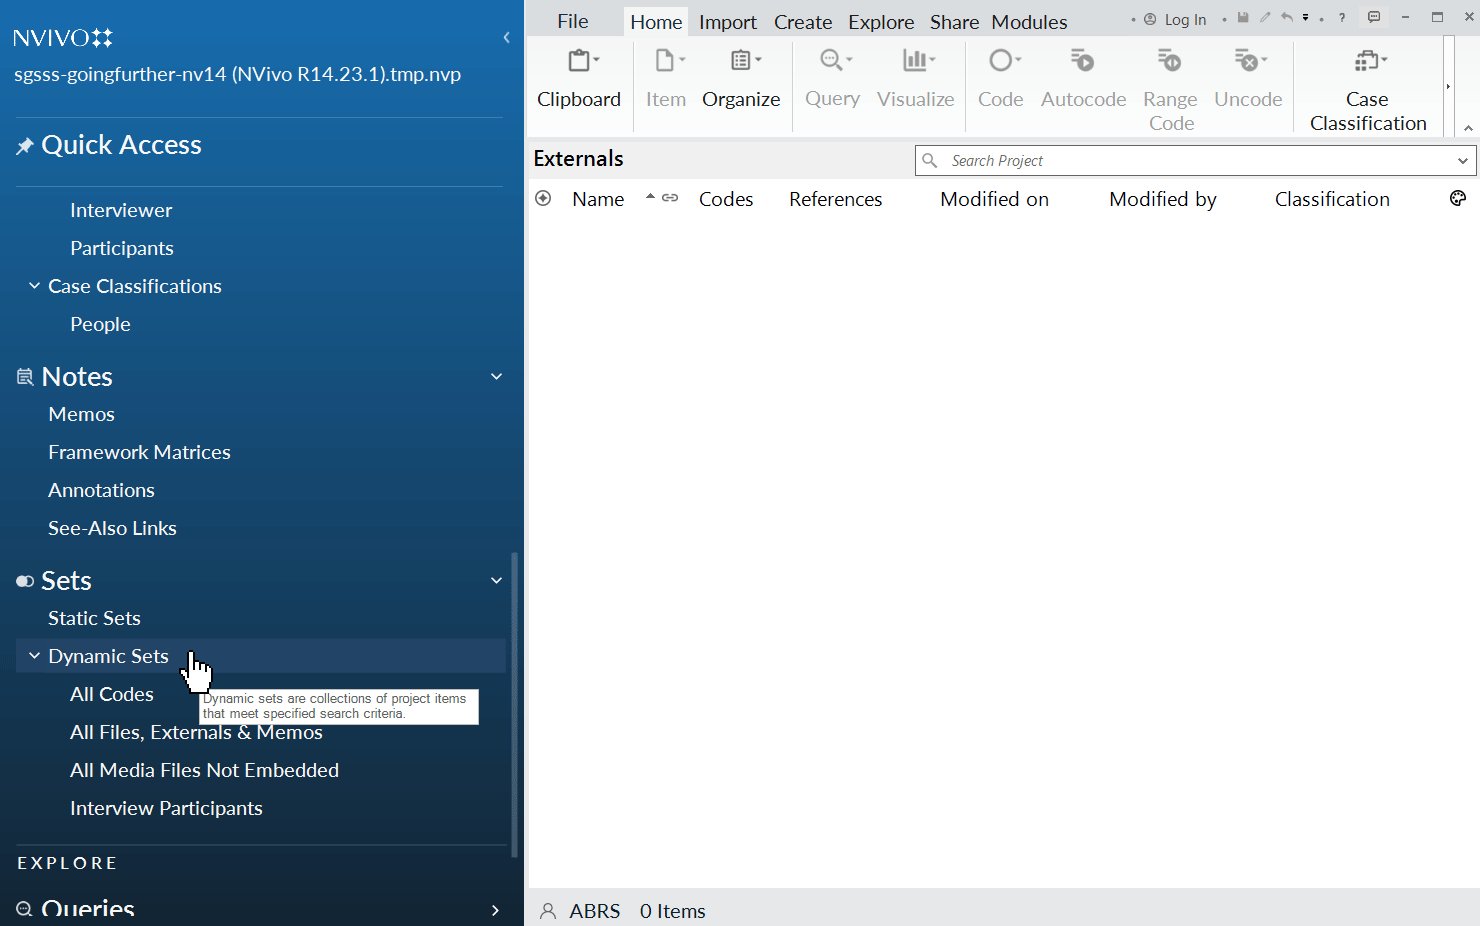 NVIVO
sgsss-goingfurther-nv14 (NVivo R14.23.1).tmp.nvp
Quick Access
Interviewer
Participants
Case Classifications
People
Notes
Memos
Framework Matrices
Annotations
See-Also Links
Sets
Static Sets
Dynamic Sets
All Codes
Dynamic sets are collections of project items
that meet specified search criteria.
All Files, Externals & Memos
All Media Files Not Embedded
Interview Participants
EXPLORE
Queries
File Home Import Create Explore Share Modules Log In ?
Clipboard Item Organize Query Visualize Code Autocode Range Code Uncode Case Classification
Externals Search Project
Name Codes References Modified on Modified by Classification
ABRS 0 Items